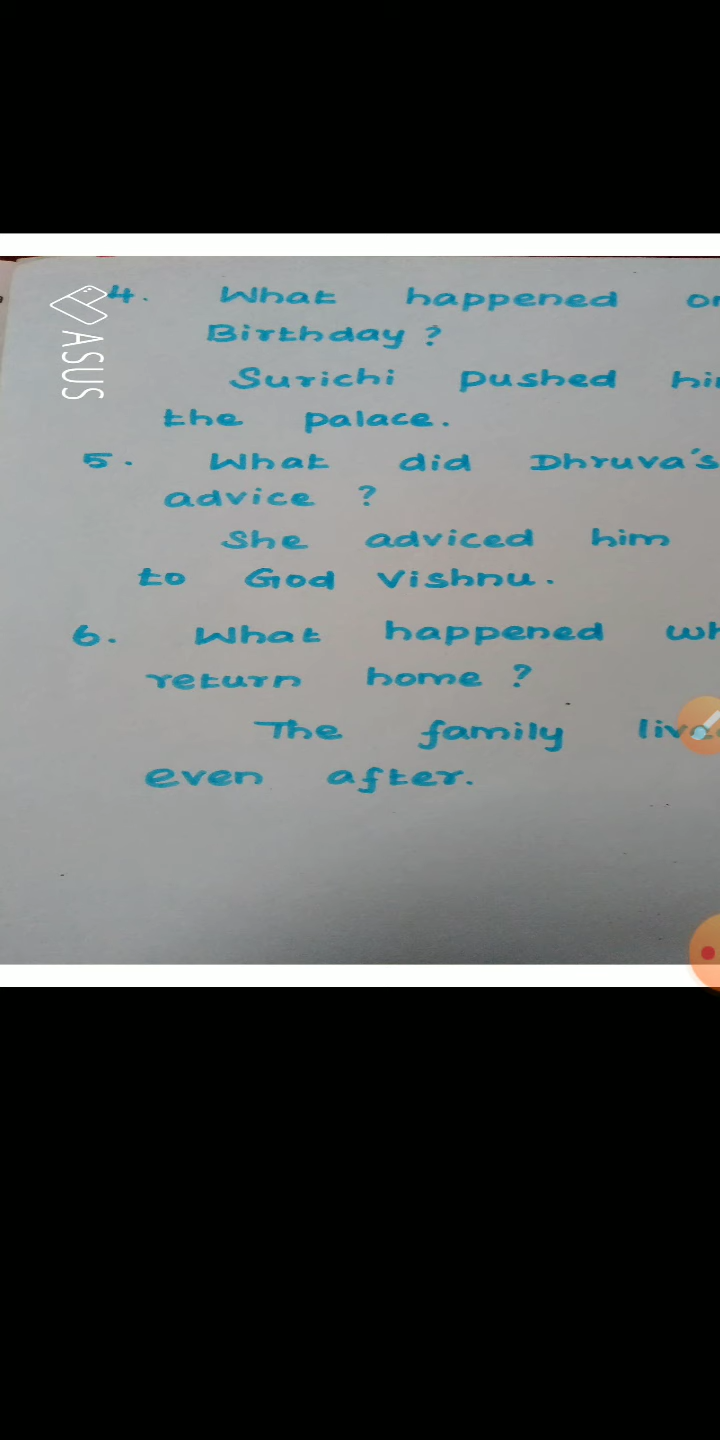 4. What happened on
Birthday ?
Surichi pushed
the palace.
5. What did Dhruva's
advice ?
She adviced him
to God Vishnu.
6. What happened
return home ?
The family
even after.
ASUS